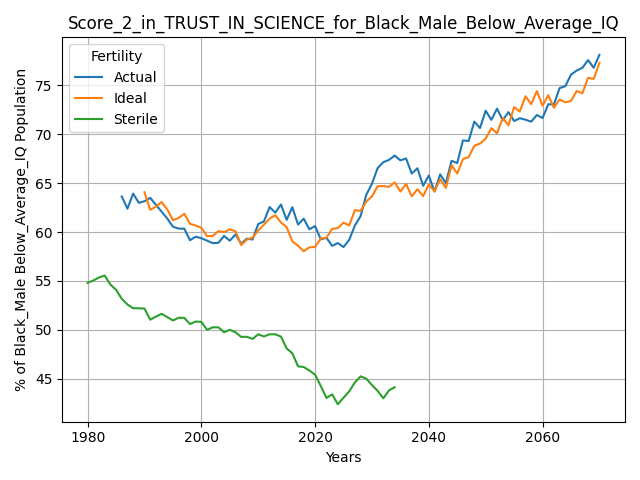 Score_2_in_TRUST_IN_SCIENCE_for_Black_Male_Below_Average_IQ
Fertility
Actual
Ideal
Sterile
% of Black_Male Below_Average_IQ Population
75
70
65
60
55
50
45
1980
2000
2020
2040
2060
Years